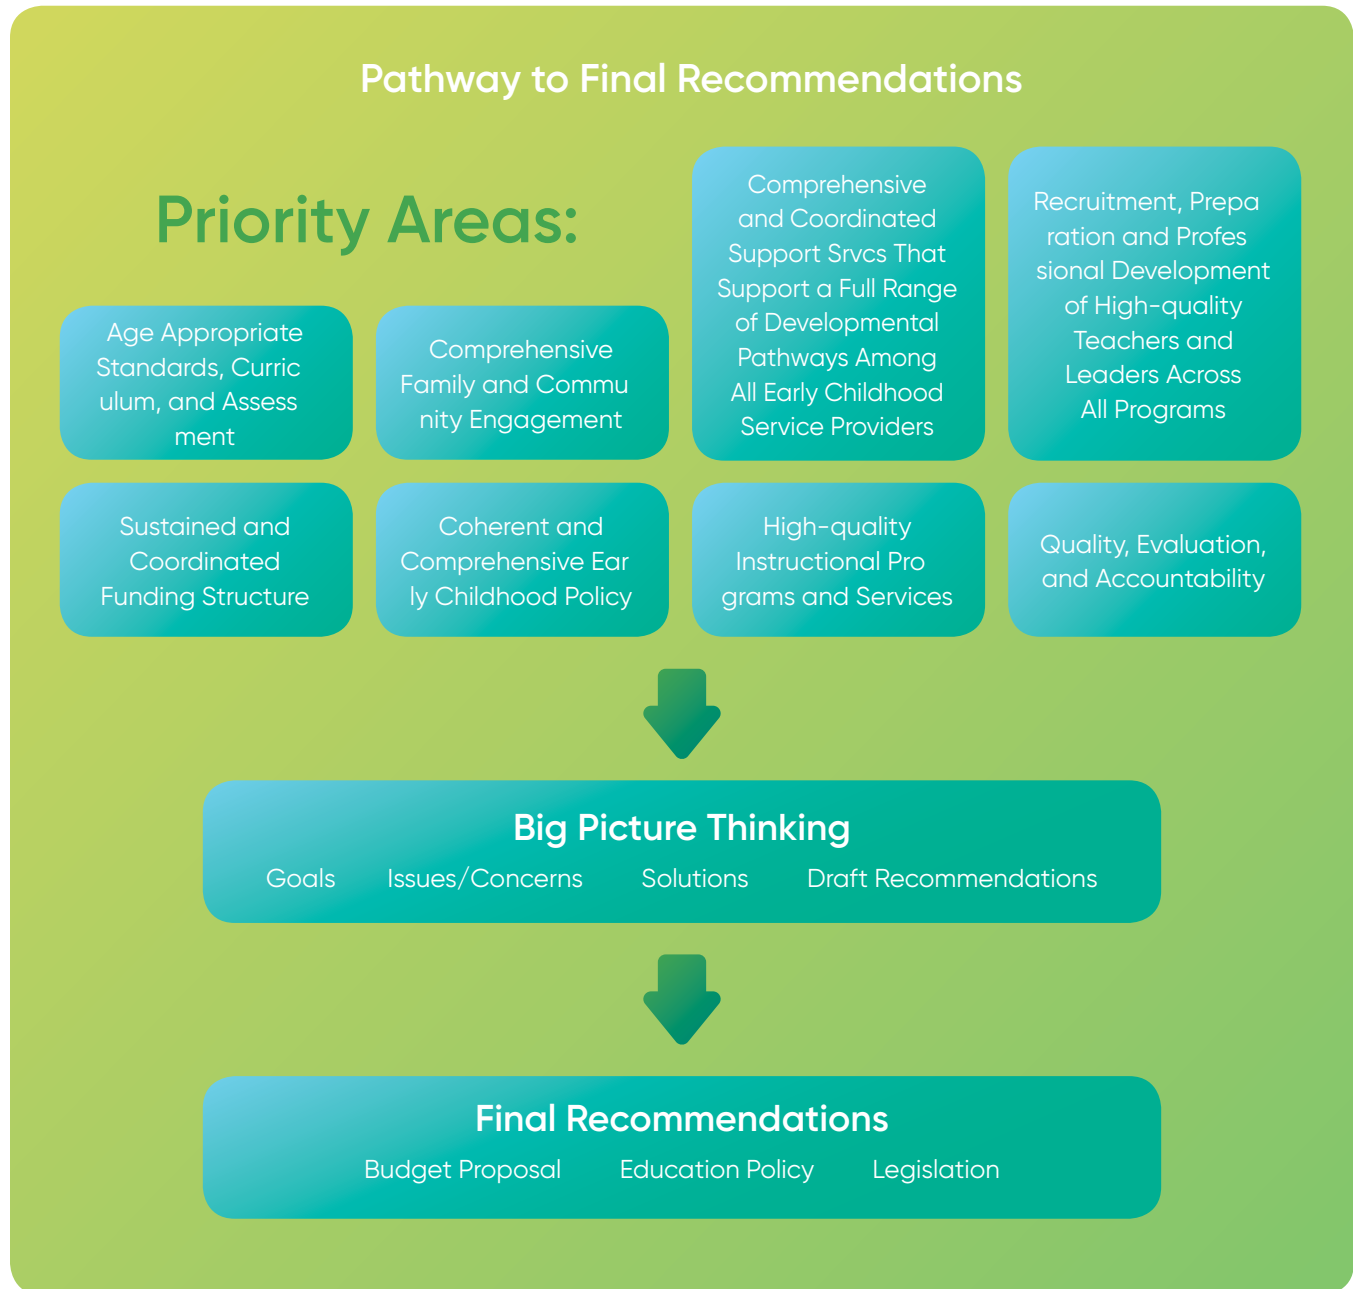 Pathway to Final Recommendations
Priority Areas:
Age Appropriate
Standards, Curric
ulum, and Assess
ment
Comprehensive
Family and Commu
nity Engagement
Comprehensive
and Coordinated
Support Srvcs That
Support a Full Range
of Developmental
Pathways Among
All Early Childhood
Service Providers
Recruitment, Prepa
ration and Profes
sional Development
of High-quality
Teachers and
Leaders Across
All Programs
Sustained and
Coordinated
Funding Structure
Coherent and
Comprehensive Ear
ly Childhood Policy
High-quality
Instructional Pro
grams and Services
Quality, Evaluation,
and Accountability
Big Picture Thinking
Goals Issues/Concerns Solutions Draft Recommendations
Final Recommendations
Budget Proposal Education Policy Legislation